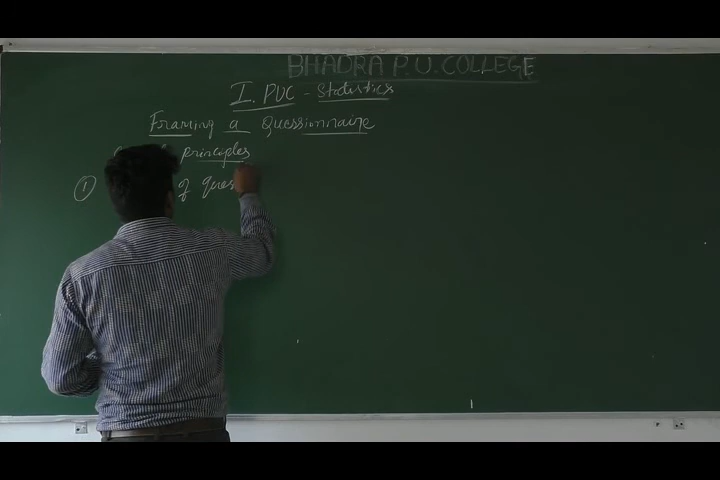 BHADRA P.U. COLLEGE
I. PUC - Statistics
Framing a Quessionnaire
principles
① of ques